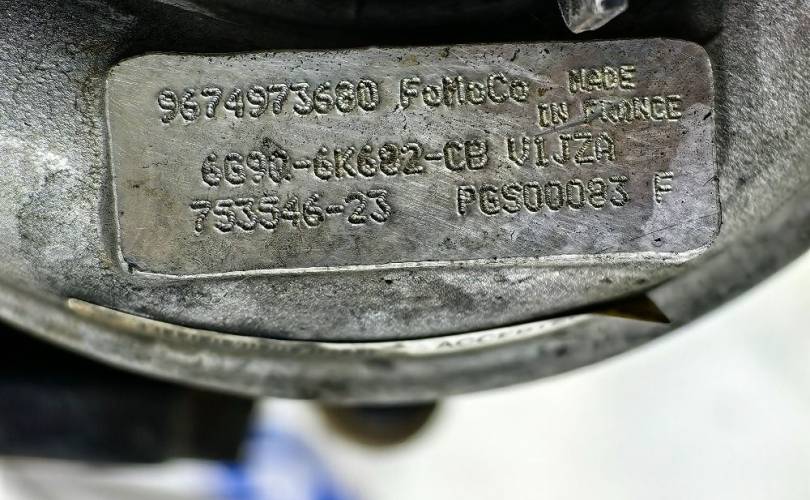 9674973680 FoMoCo MADE
IN FRANCE
6G9Q-6K682-CB V1JZA
753546-23 PGS00083 F